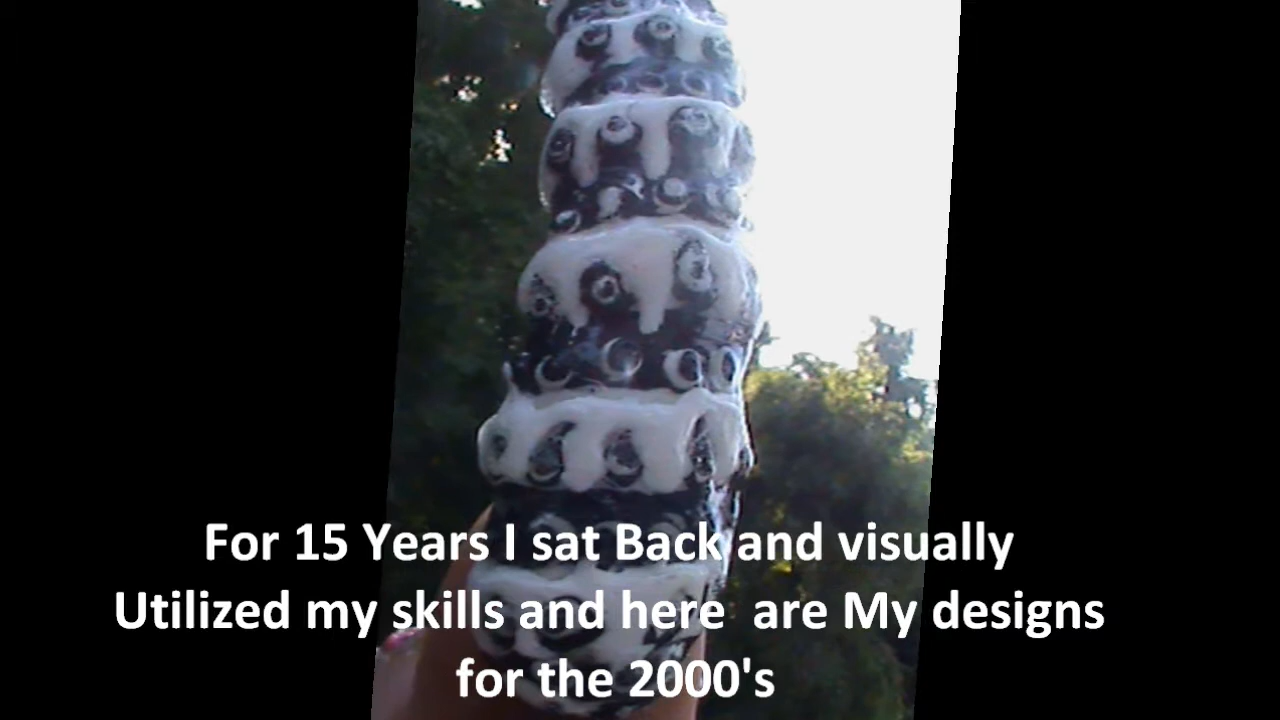 For 15 Years I sat Back and visually
Utilized my skills and here  are My designs
for the 2000's